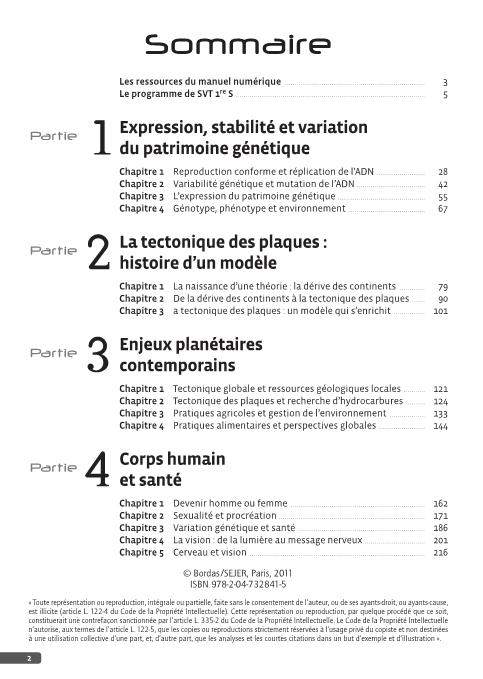 Sommaire
Les ressources du manuel numérique 3
Le programme de SVT 1re S 5
Partie 1 Expression, stabilité et variation
du patrimoine génétique
Chapitre 1 Reproduction conforme et réplication de l'ADN 28
Chapitre 2 Variabilité génétique et mutation de l'ADN 42
Chapitre 3 L'expression du patrimoine génétique 55
Chapitre 4 Génotype, phénotype et environnement 67
Partie 2 La tectonique des plaques :
histoire d'un modèle
Chapitre 1 La naissance d'une théorie : la dérive des continents 79
Chapitre 2 De la dérive des continents à la tectonique des plaques 90
Chapitre 3 a tectonique des plaques : un modèle qui s'enrichit 101
Partie 3 Enjeux planétaires
contemporains
Chapitre 1 Tectonique globale et ressources géologiques locales 121
Chapitre 2 Tectonique des plaques et recherche d'hydrocarbures 124
Chapitre 3 Pratiques agricoles et gestion de l'environnement 133
Chapitre 4 Pratiques alimentaires et perspectives globales 144
Partie 4 Corps humain
et santé
Chapitre 1 Devenir homme ou femme 162
Chapitre 2 Sexualité et procréation 171
Chapitre 3 Variation génétique et santé 186
Chapitre 4 La vision : de la lumière au message nerveux 201
Chapitre 5 Cerveau et vision 216
© Bordas/SEJER, Paris, 2011
ISBN 978-2-04-732841-5
« Toute représentation ou reproduction, intégrale ou partielle, faite sans le consentement de l'auteur, ou de ses ayants-droit, ou ayants-cause,
est illicite (article L. 122-4 du Code de la Propriété Intellectuelle). Cette représentation ou reproduction, par quelque procédé que ce soit,
constituerait une contrefaçon sanctionnée par l'article L. 335-2 du Code de la Propriété Intellectuelle. Le Code de la Propriété Intellectuelle
n'autorise, aux termes de l'article L. 122-5, que les copies ou reproductions strictement réservées à l'usage privé du copiste et non destinées
à une utilisation collective d'une part, et, d'autre part, que les analyses et les courtes citations dans un but d'exemple et d'illustration ».
2